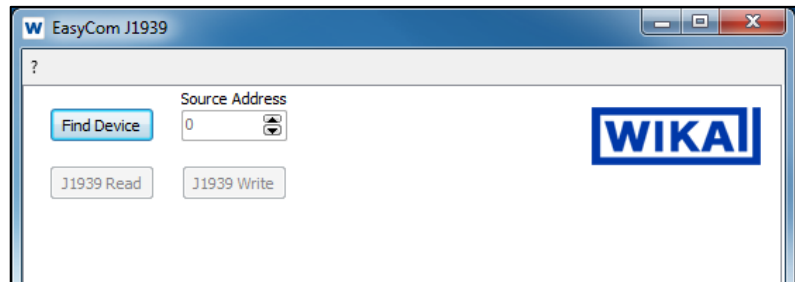 W EasyCom J1939
?
Source Address
Find Device
0
WIKA
J1939 Read
J1939 Write